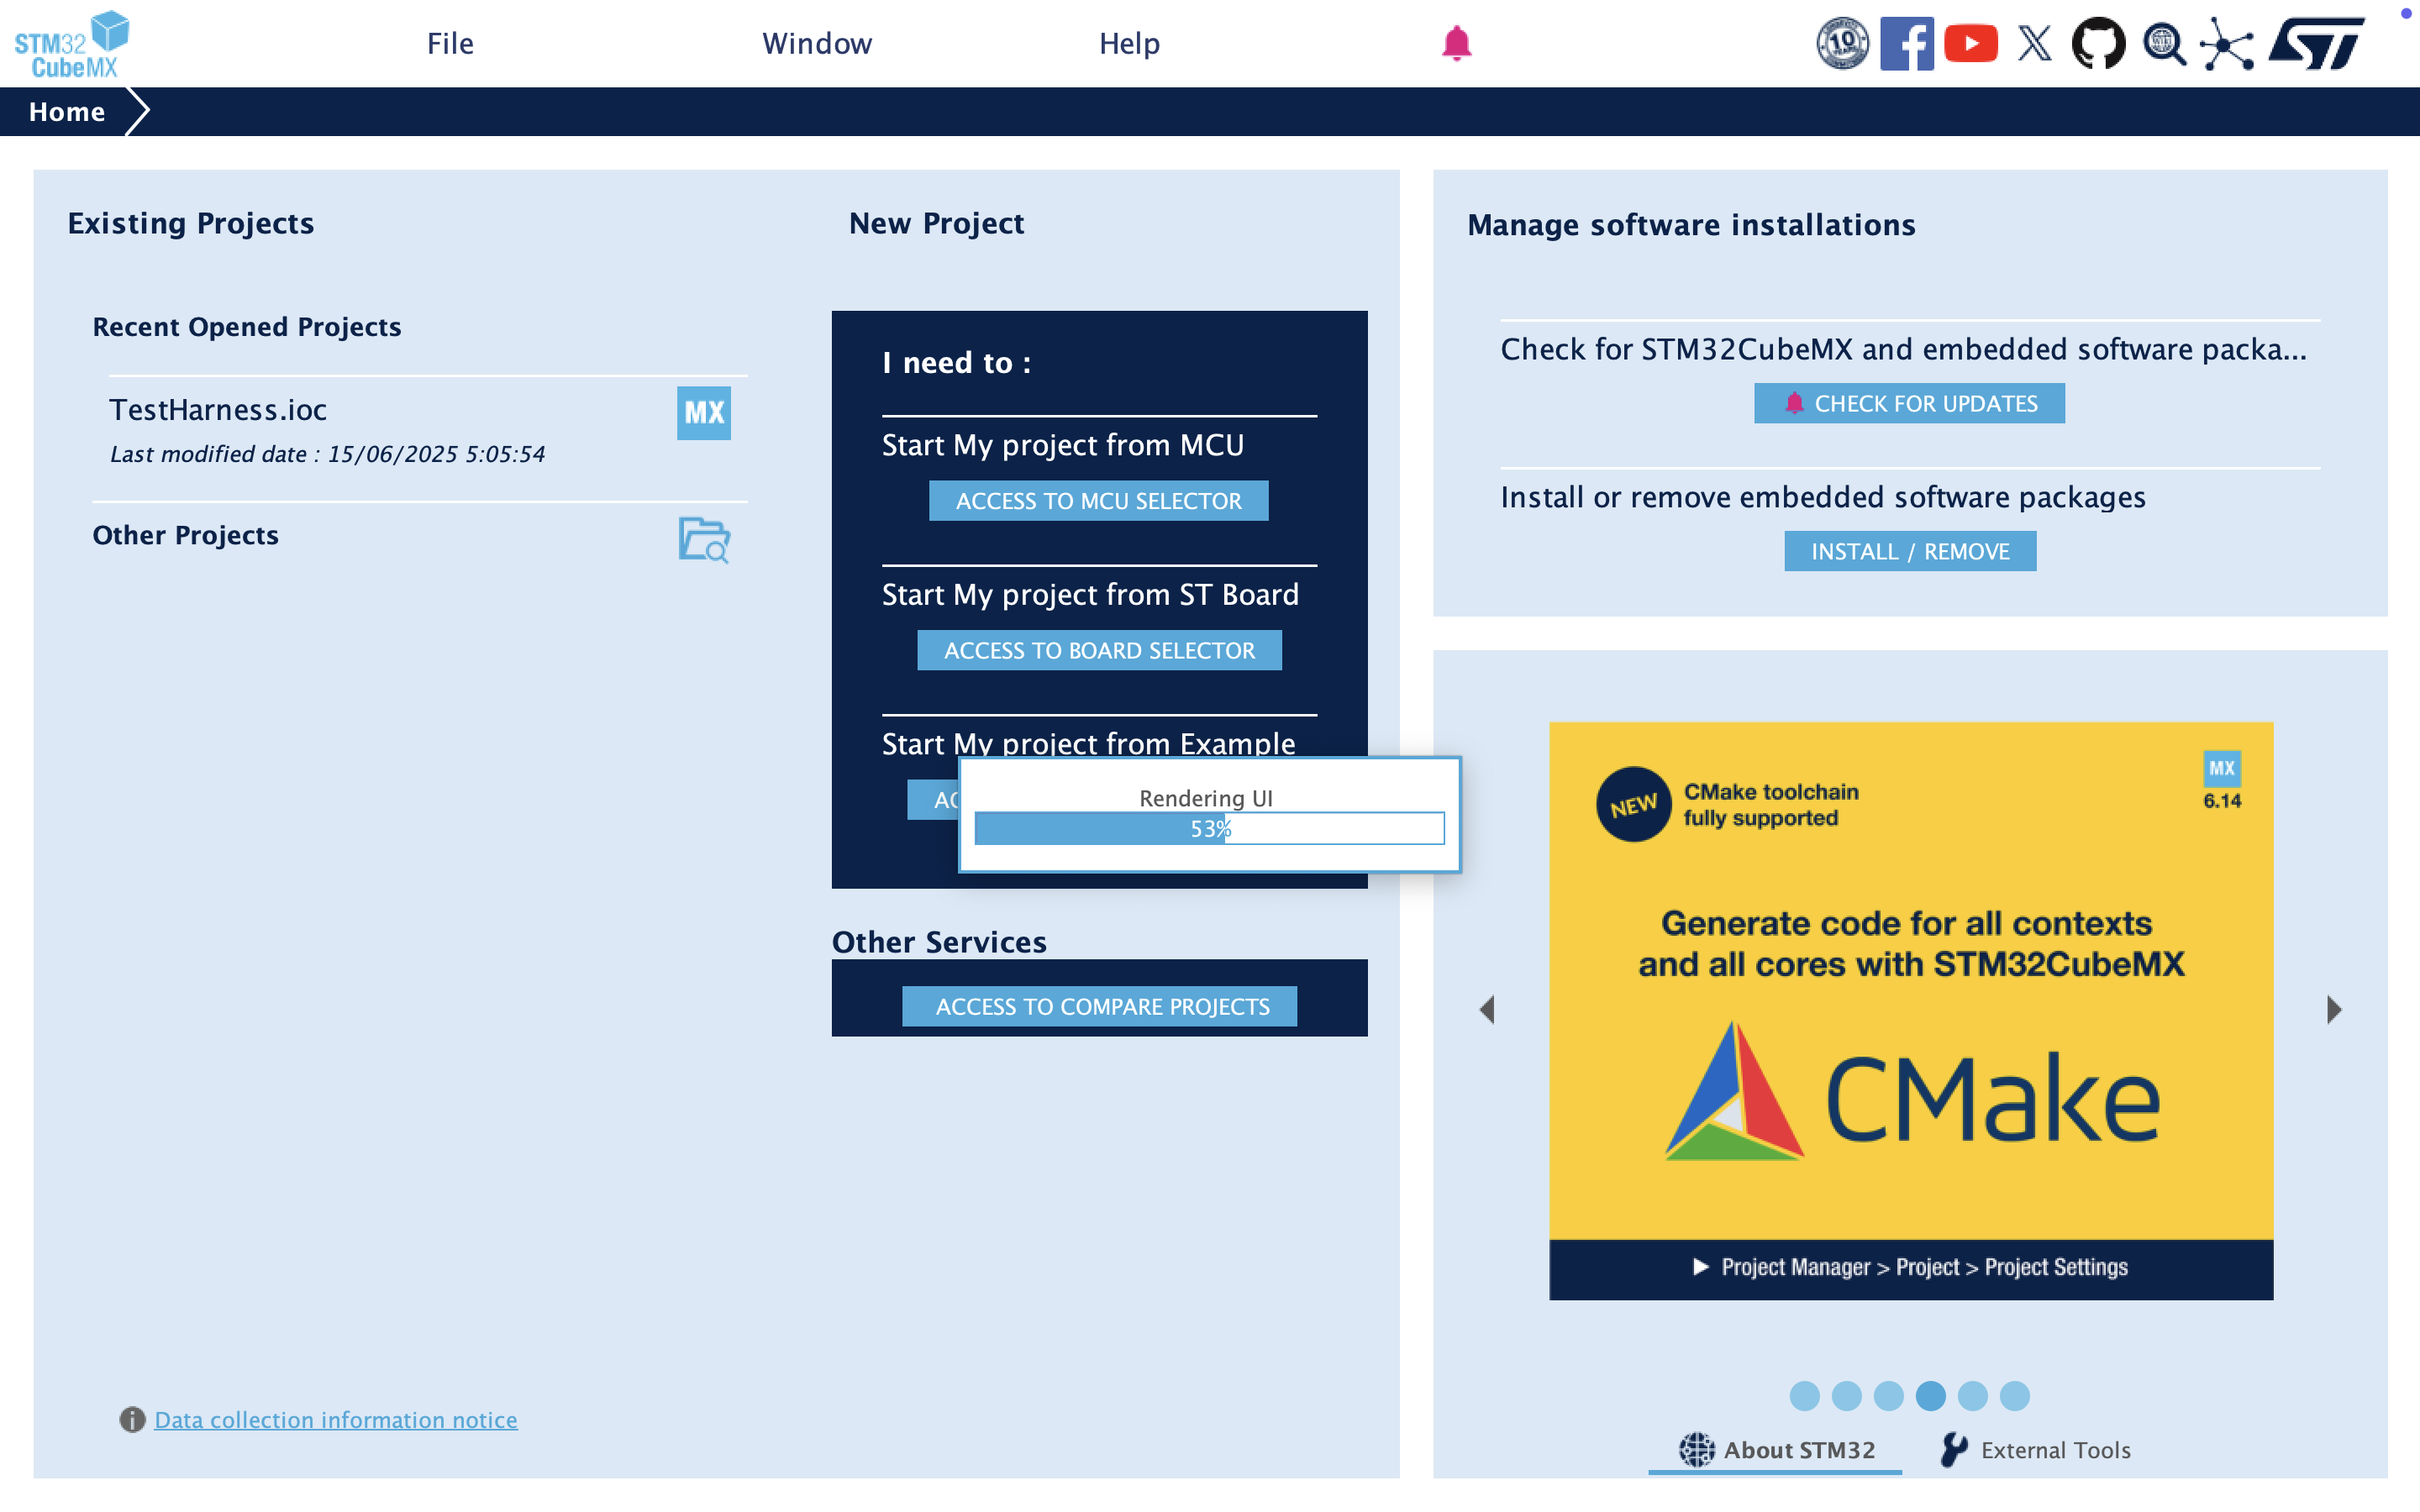 STM32
CubeMX
File
Window
Help
10
Home
Existing Projects
Recent Opened Projects
TestHarness.ioc
MX
Last modified date : 15/06/2025 5:05:54
Other Projects
Data collection information notice
New Project
I need to :
Start My project from MCU
ACCESS TO MCU SELECTOR
Start My project from ST Board
ACCESS TO BOARD SELECTOR
Start My project from Example
AC
Rendering UI
53%
Other Services
ACCESS TO COMPARE PROJECTS
Manage software installations
Check for STM32CubeMX and embedded software packa...
CHECK FOR UPDATES
Install or remove embedded software packages
INSTALL / REMOVE
NEW
CMake toolchain
fully supported
MX
6.14
Generate code for all contexts
and all cores with STM32CubeMX
CMake
Project Manager > Project > Project Settings
About STM32
External Tools